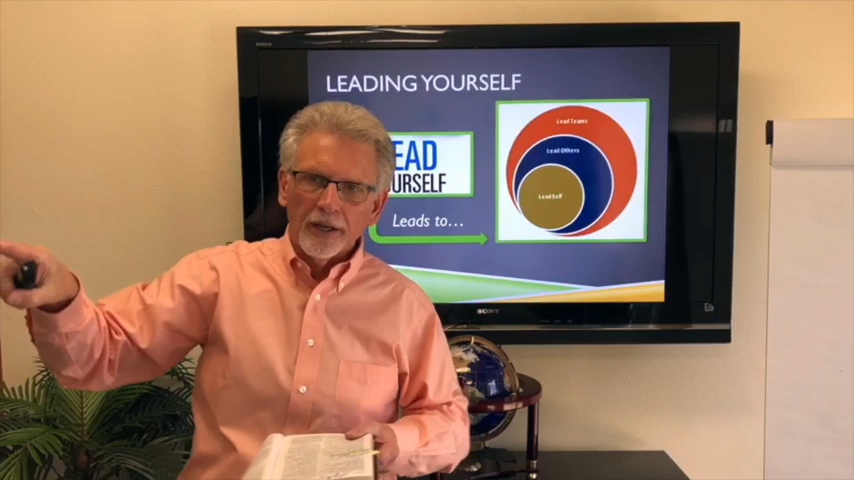 LEADING YOURSELF
EAD
URSELF
Leads to...
Lead Teams
Lead Others
Lead Self
SONY